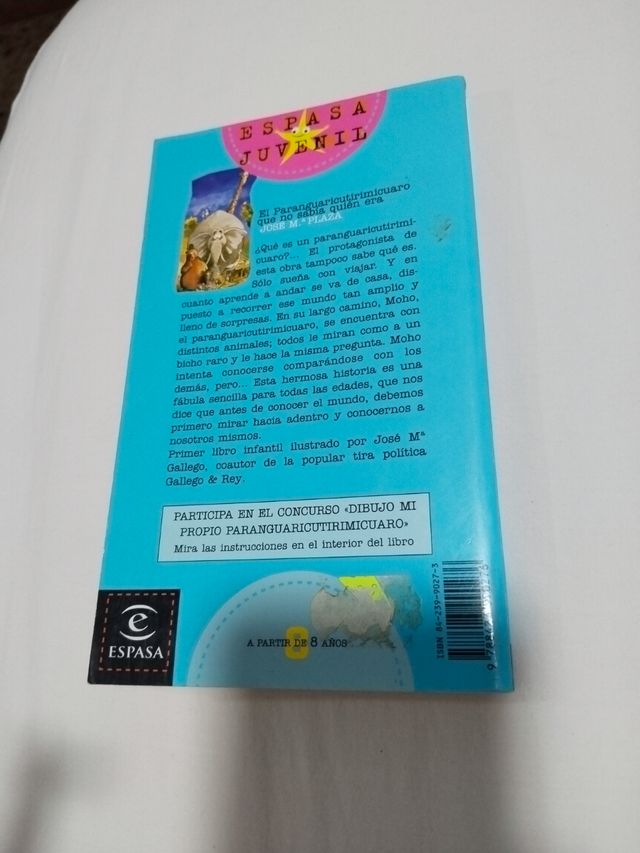 ESPASA
JUVENIL
El Paranguaricutirimicuaro
que no sabía quién era
JOSÉ M.ª PLAZA
¿Qué es un paranguaricutirimi-
cuaro?... El protagonista de
esta obra tampoco sabe qué es.
Sólo sueña con viajar. Y en
cuanto aprende a andar se va de casa, dis-
puesto a recorrer ese mundo tan amplio y
lleno de sorpresas. En su largo camino, Moho,
el paranguaricutirimicuaro, se encuentra con
distintos animales; todos le miran como a un
bicho raro y le hace la misma pregunta. Moho
intenta conocerse comparándose con los
demás, pero... Esta hermosa historia es una
fábula sencilla para todas las edades, que nos
dice que antes de conocer el mundo, debemos
primero mirar hacia adentro y conocernos a
nosotros mismos.
Primer libro infantil ilustrado por José Mª
Gallego, coautor de la popular tira política
Gallego & Rey.
PARTICIPA EN EL CONCURSO «DIBUJO MI
PROPIO PARANGUARICUTIRIMICUARO»
Mira las instrucciones en el interior del libro
A PARTIR DE 8 AÑOS
ESPASA
ISBN 84-239-9027-3